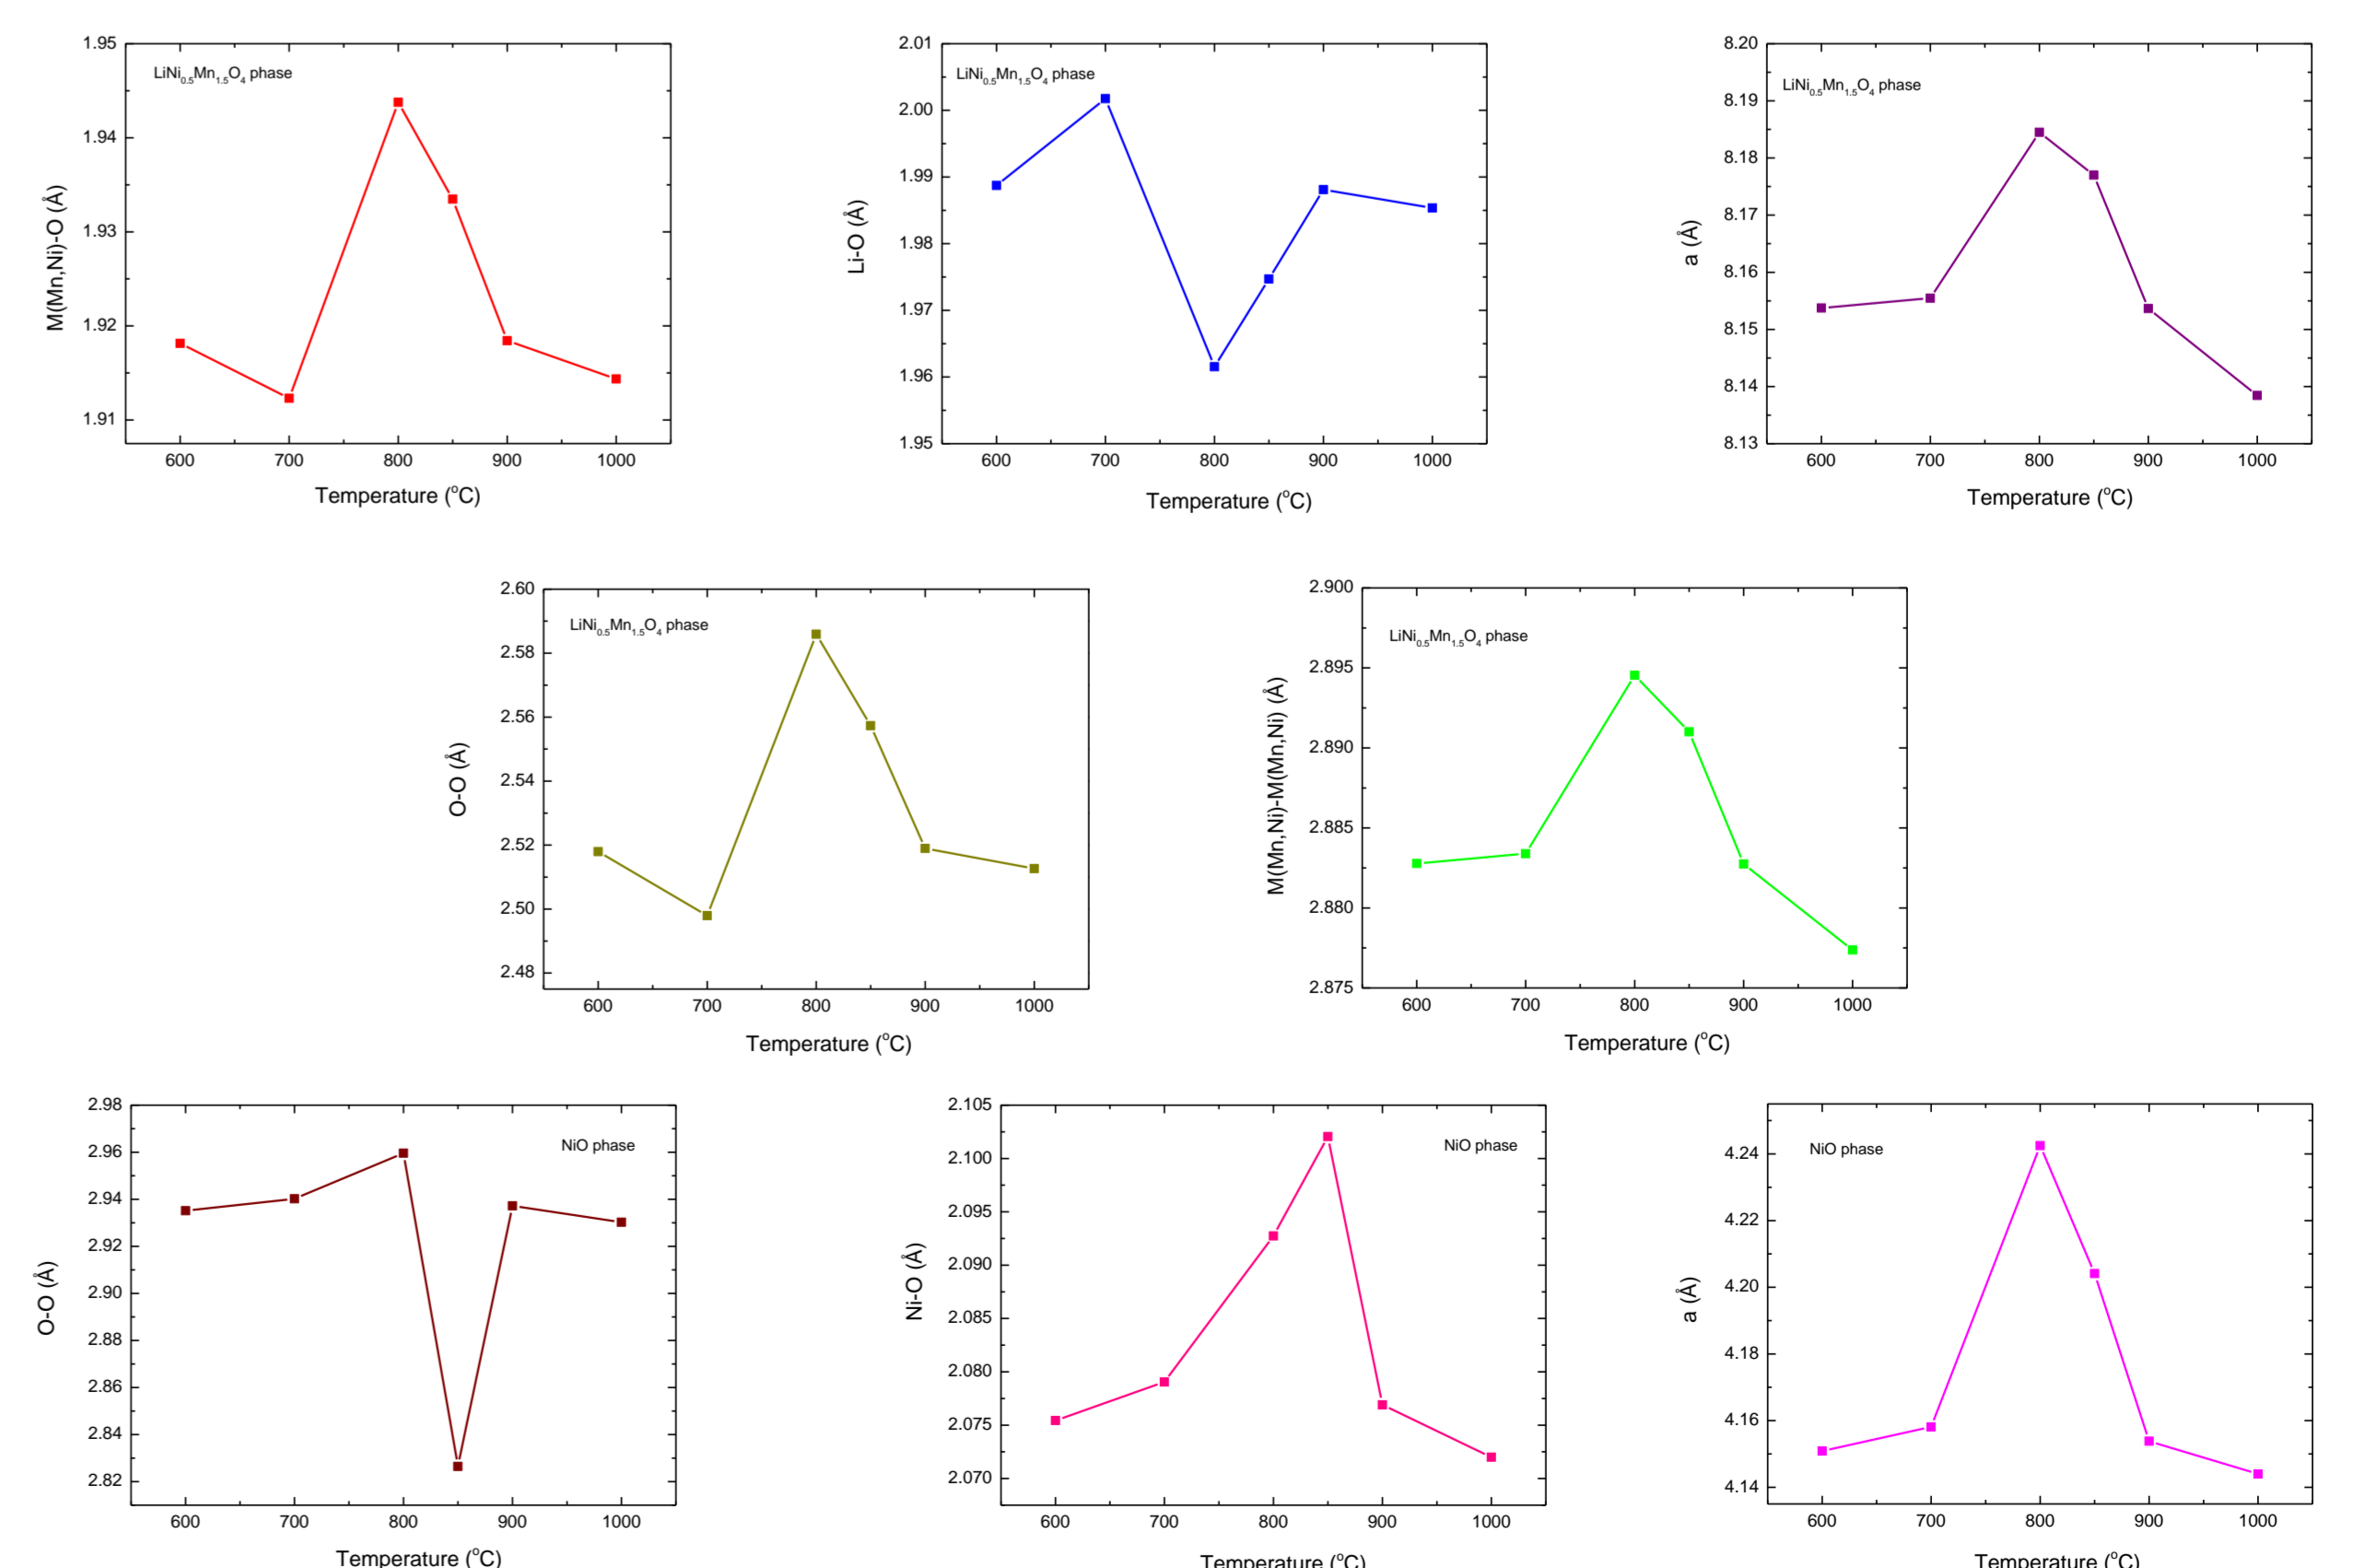 1.95
1.94
1.93
1.92
1.91
LiNi0.5Mn1.5O4 phase
M(Mn,Ni)-O (Å)
600 700 800 900 1000
Temperature (oC)
2.01
2.00
1.99
1.98
1.97
1.96
1.95
LiNi0.5Mn1.5O4 phase
Li-O (Å)
600 700 800 900 1000
Temperature (oC)
8.20
8.19
8.18
8.17
8.16
8.15
8.14
8.13
LiNi0.5Mn1.5O4 phase
a (Å)
600 700 800 900 1000
Temperature (oC)
2.60
2.58
2.56
2.54
2.52
2.50
2.48
LiNi0.5Mn1.5O4 phase
O-O (Å)
600 700 800 900 1000
Temperature (oC)
2.900
2.895
2.890
2.885
2.880
2.875
LiNi0.5Mn1.5O4 phase
M(Mn,Ni)-M(Mn,Ni) (Å)
600 700 800 900 1000
Temperature (oC)
2.98
2.96
2.94
2.92
2.90
2.88
2.86
2.84
2.82
NiO phase
O-O (Å)
600 700 800 900 1000
Temperature (oC)
2.105
2.100
2.095
2.090
2.085
2.080
2.075
2.070
NiO phase
Ni-O (Å)
600 700 800 900 1000
Temperature (oC)
4.24
4.22
4.20
4.18
4.16
4.14
NiO phase
a (Å)
600 700 800 900 1000
Temperature (oC)